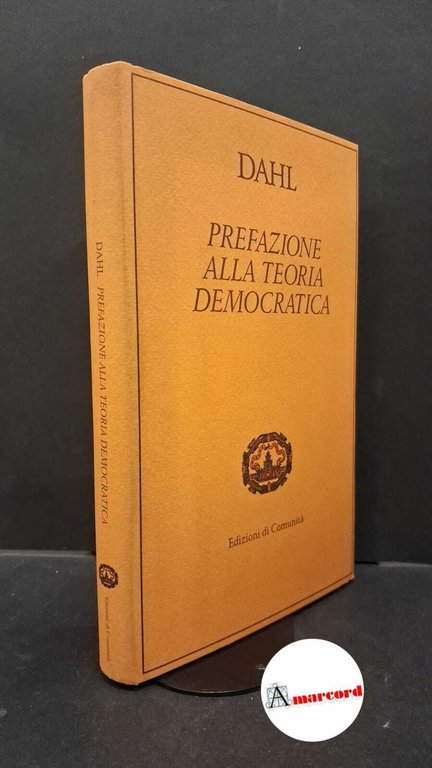 DAHL
PREFAZIONE
ALLA TEORIA
DEMOCRATICA
Edizioni di Comunità
DAHL PREFAZIONE ALLA TEORIA DEMOCRATICA
Edizioni di Comunità
Amarcord